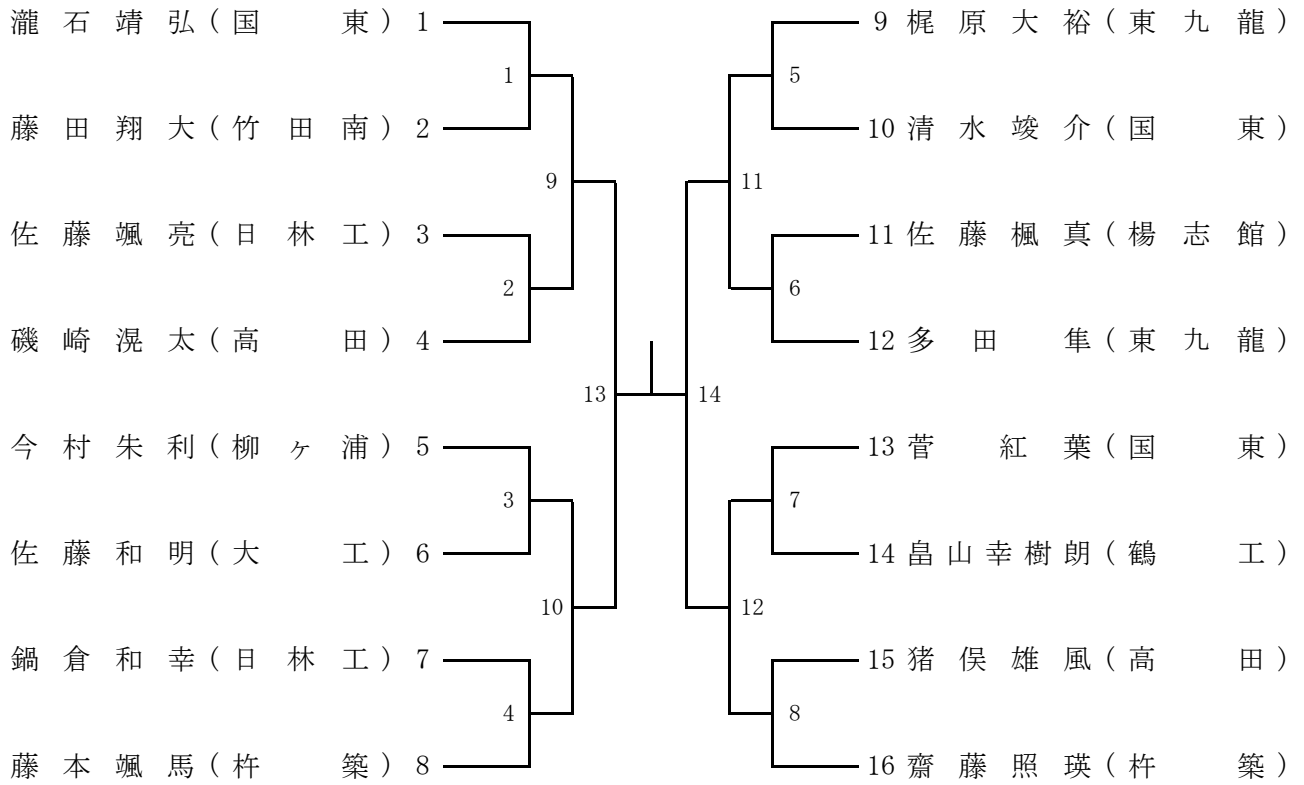 瀧石靖弘(国東) 1
1
藤田翔大(竹田南) 2
9
佐藤颯亮(日林工) 3
2
磯崎滉太(高田) 4
13
今村朱利(柳ヶ浦) 5
3
佐藤和明(大工) 6
10
鍋倉和幸(日林工) 7
4
藤本颯馬(杵築) 8
9 梶原大裕(東九龍)
5
10 清水竣介(国東)
11
11 佐藤楓真(楊志館)
6
12 多田隼(東九龍)
14
13 菅紅葉(国東)
7
14 畠山幸樹朗(鶴工)
12
15 猪俣雄風(高田)
8
16 齋藤照瑛(杵築)